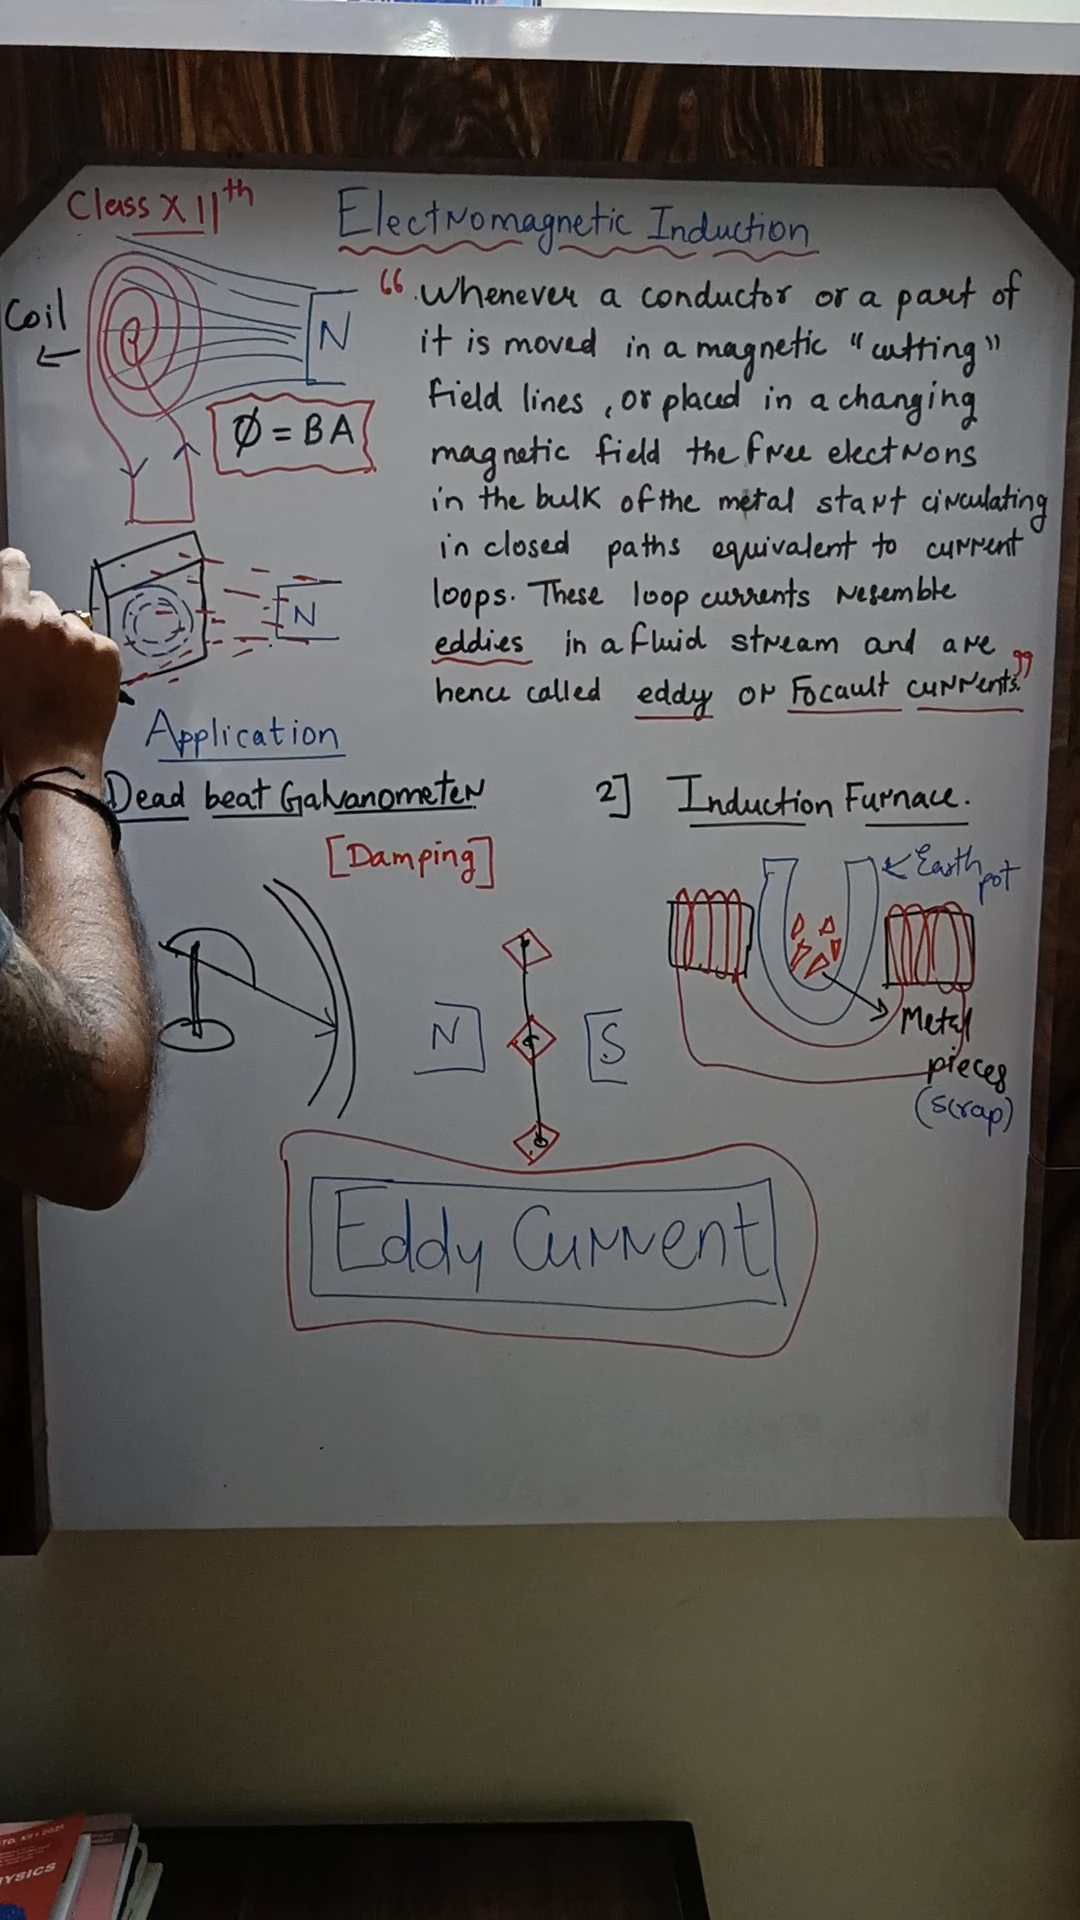 Class XIIth
Electromagnetic Induction
Coil
N
Ø = BA
N
“ Whenever a conductor or a part of
it is moved in a magnetic "cutting"
field lines, or placed in a changing
magnetic field the free electrons
in the bulk of the metal start circulating
in closed paths equivalent to current
loops. These loop currents resemble
eddies in a fluid stream and are
hence called eddy or Focault currents.”
Application
Dead beat Galvanometer
[Damping]
N
S
2] Induction Furnace.
Earth
pot
Metal
pieces
(scrap)
Eddy Current